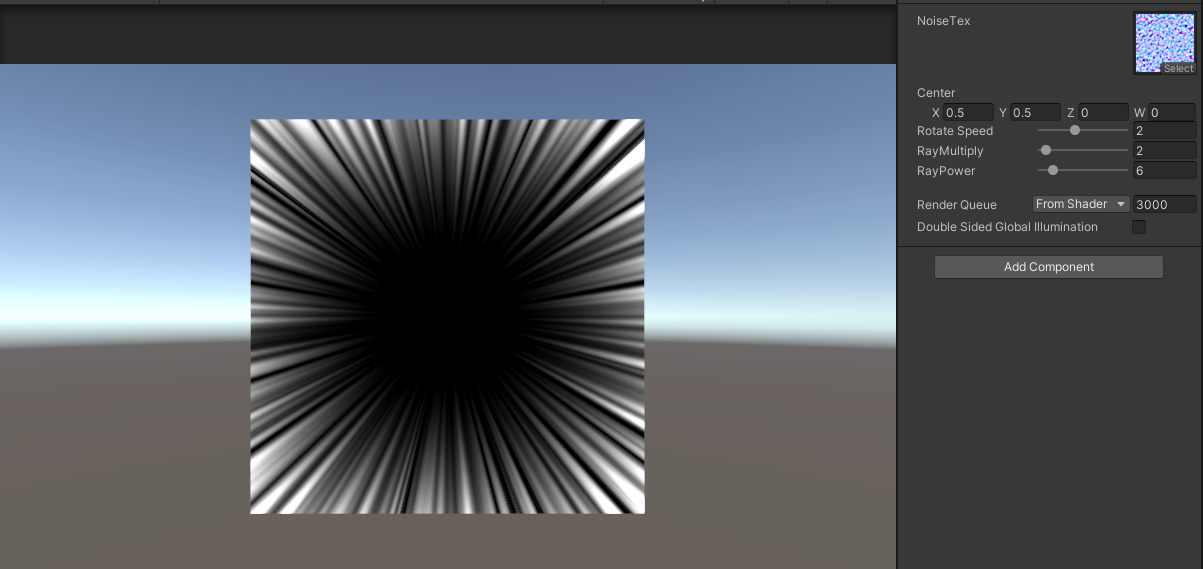 NoiseTex
Select
Center
X 0.5 Y 0.5 Z 0 W 0
Rotate Speed 2
RayMultiply 2
RayPower 6
Render Queue From Shader 3000
Double Sided Global Illumination
Add Component